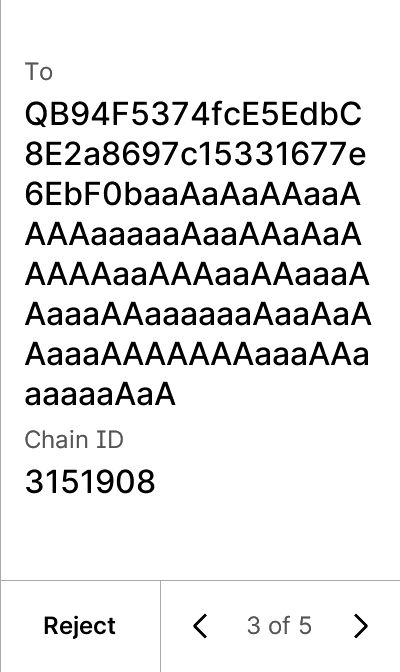 To
QB94F5374fcE5EdbC
8E2a8697c15331677e
6EbF0baaAaAaAAaaA
AAAaaaaaAaaAAaAaA
AAAAaaAAAaaAAaaaA
AaaaAAaaaaaaAaaAaA
AaaaAAAAAAAaaaAAa
aaaaaAaA
Chain ID
3151908
Reject
3 of 5